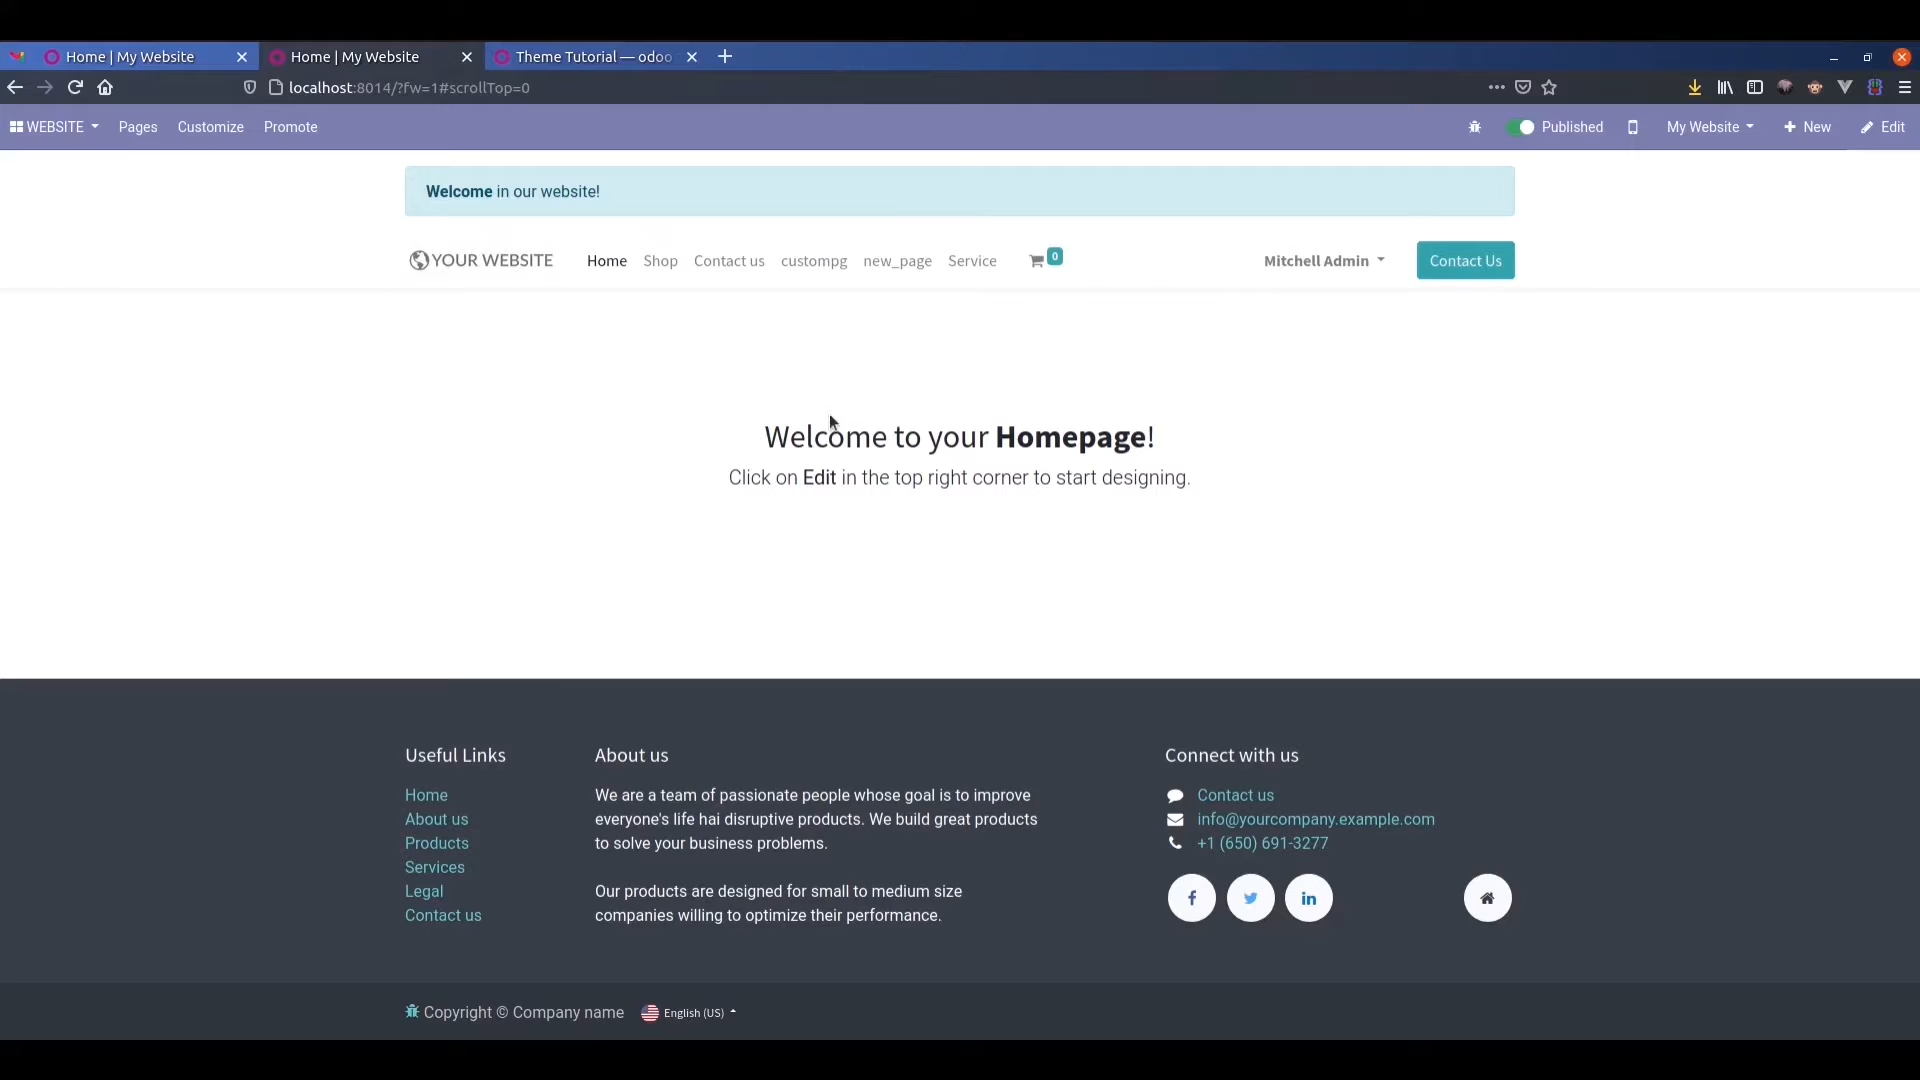 Home | My Website
Home | My Website
Theme Tutorial — odoo
localhost:8014/?fw=1#scrollTop=0
WEBSITE Pages Customize Promote
Published My Website New Edit
Welcome in our website!
YOUR WEBSITE Home Shop Contact us custompg new_page Service 0 Mitchell Admin Contact Us
Welcome to your Homepage!
Click on Edit in the top right corner to start designing.
Useful Links
Home
About us
Products
Services
Legal
Contact us
About us
We are a team of passionate people whose goal is to improve
everyone's life hai disruptive products. We build great products
to solve your business problems.
Our products are designed for small to medium size
companies willing to optimize their performance.
Connect with us
Contact us
info@yourcompany.example.com
+1 (650) 691-3277
Copyright © Company name English (US)